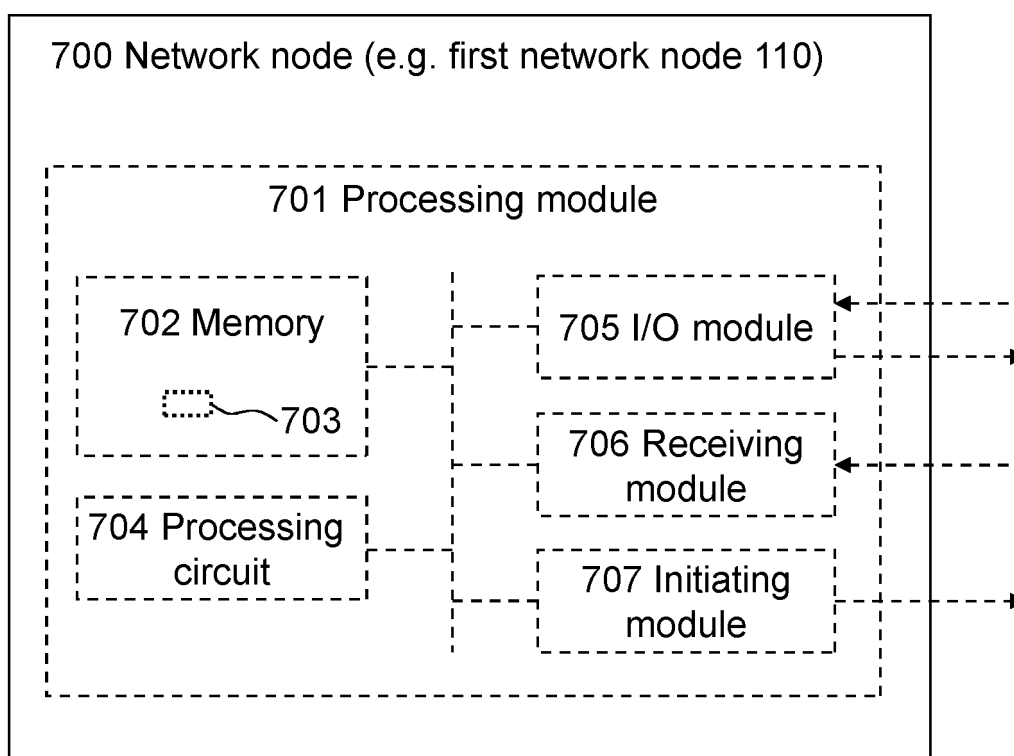 700 Network node (e.g. first network node 110)
701 Processing module
702 Memory
703
704 Processing
circuit
705 I/O module
706 Receiving
module
707 Initiating
module